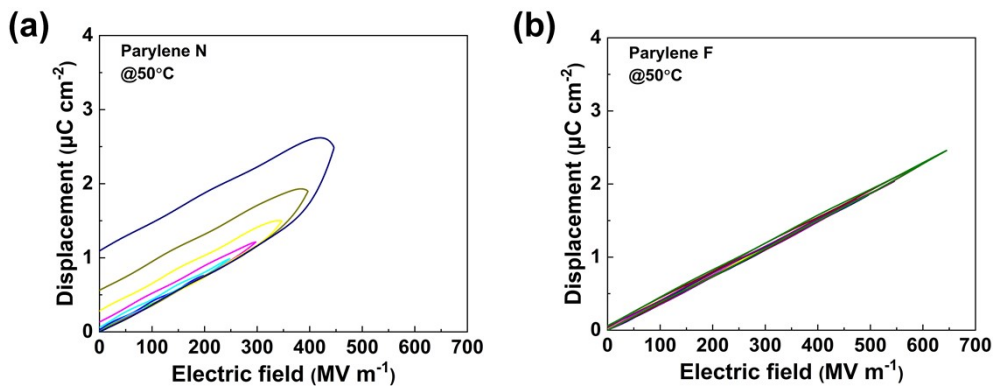 (a)
Parylene N
@50°C
Displacement (µC cm-2)
4
3
2
1
0
0 100 200 300 400 500 600 700
Electric field (MV m-1)
(b)
Parylene F
@50°C
Displacement (µC cm-2)
4
3
2
1
0
0 100 200 300 400 500 600 700
Electric field (MV m-1)